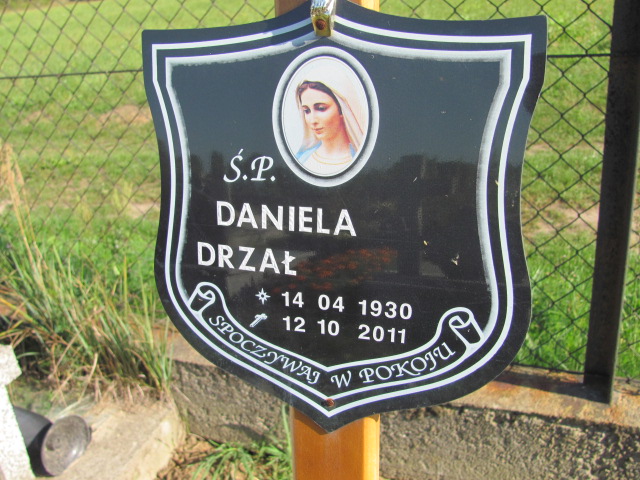 Ś.P.
DANIELA
DRZAŁ
14 04 1930
12 10 2011
SPOCZYWAJ W POKOJU